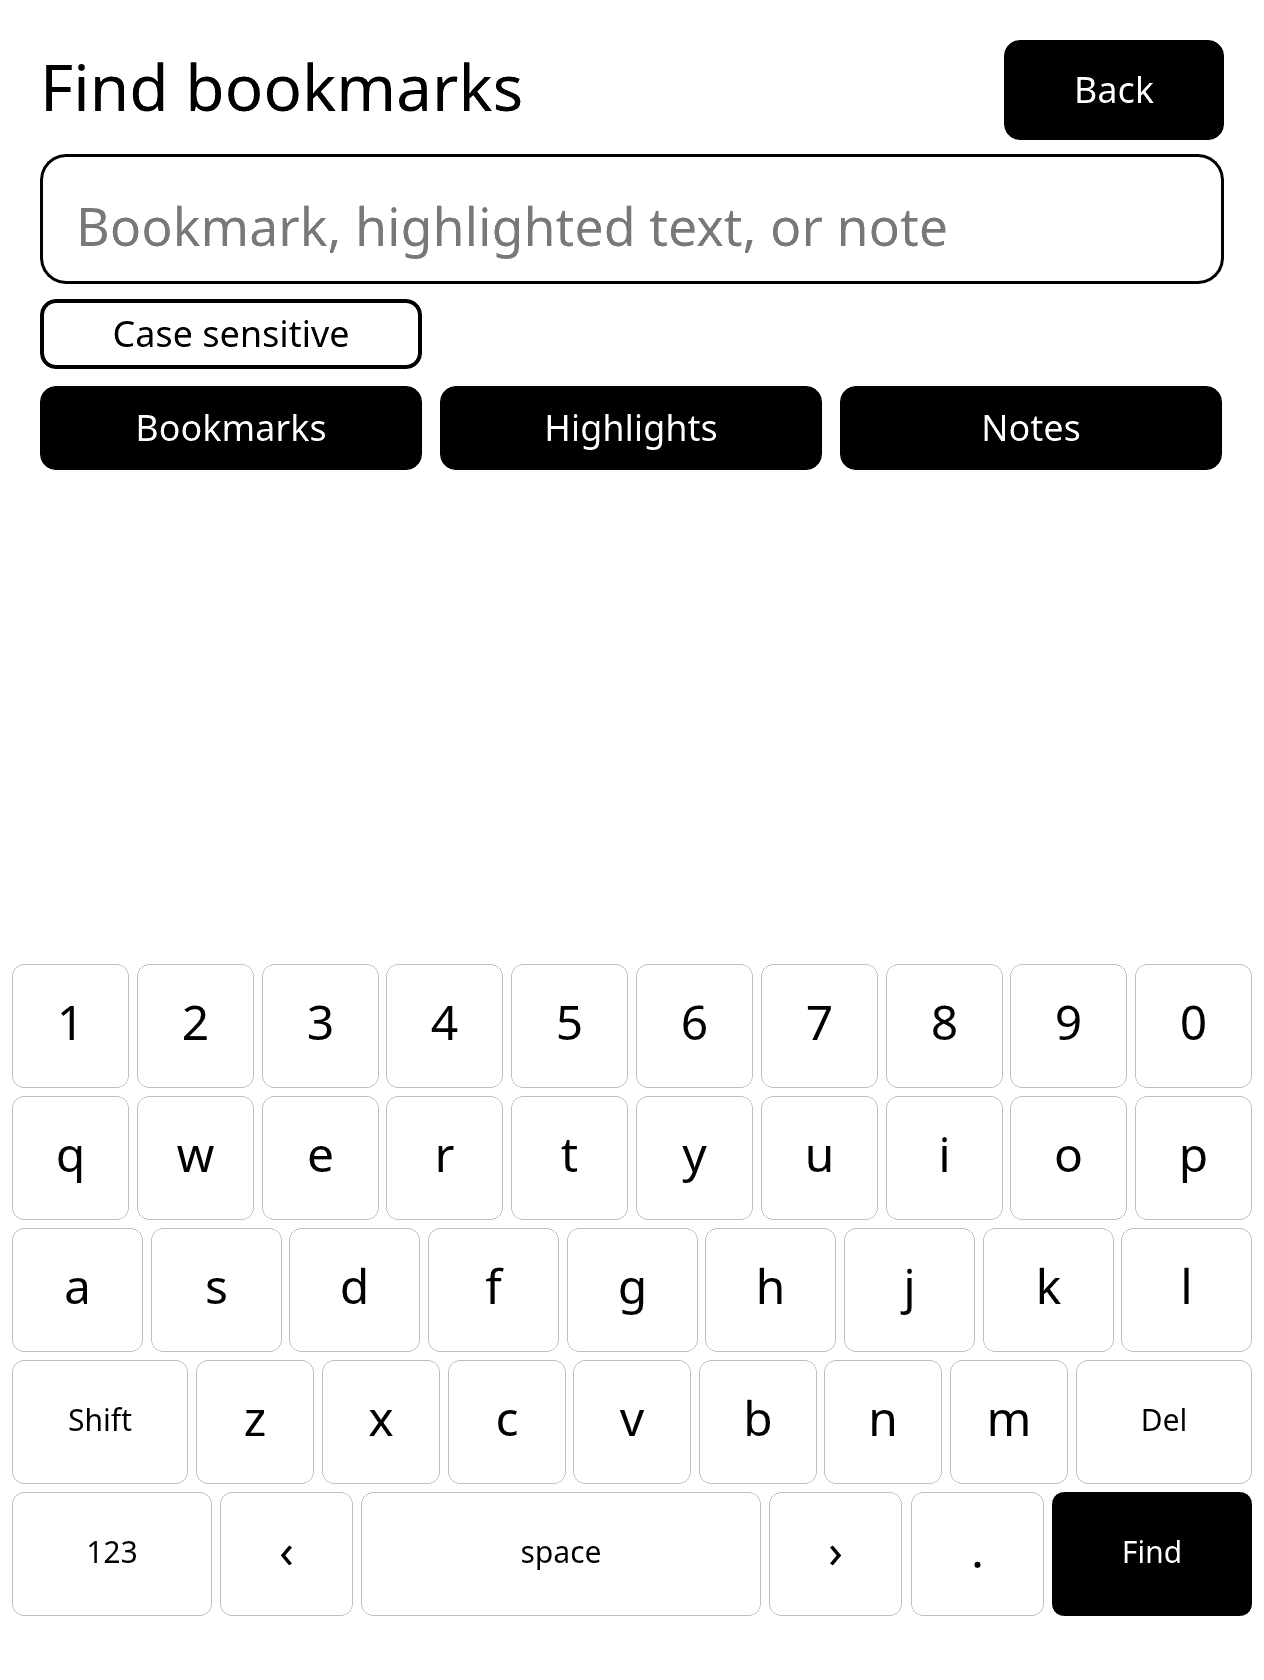 Find bookmarks
Back
Bookmark, highlighted text, or note
Case sensitive
Bookmarks Highlights Notes
1 2 3 4 5 6 7 8 9 0
q w e r t y u i o p
a s d f g h j k l
Shift z x c v b n m Del
123 ‹ space › . Find